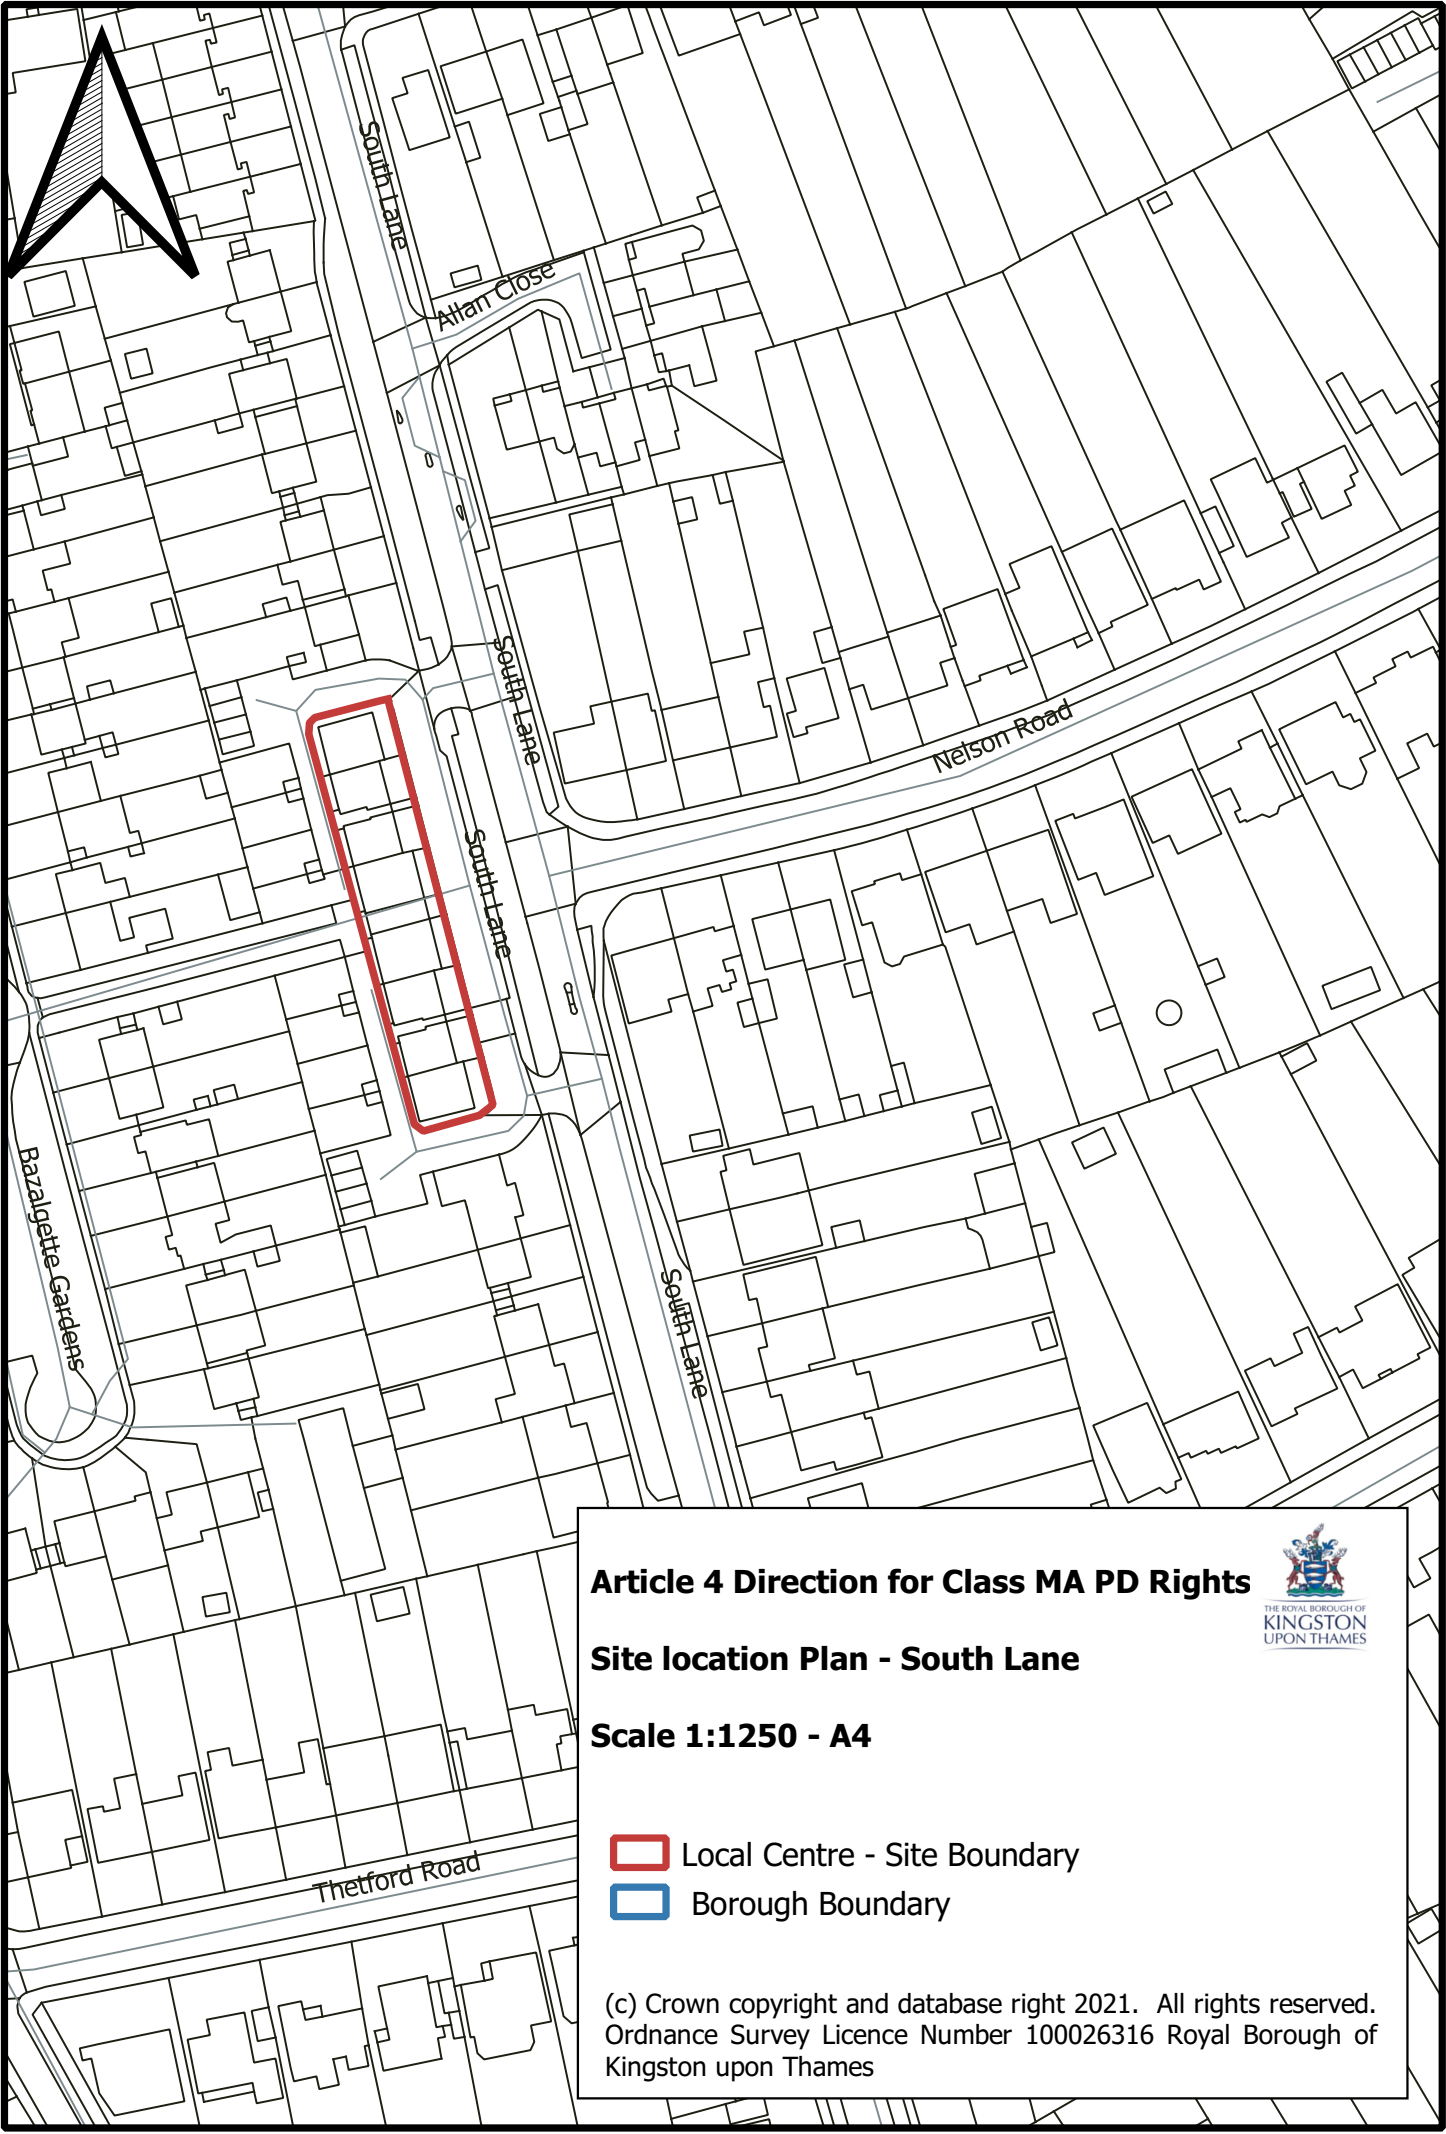 South Lane
Allan Close
South Lane
Nelson Road
South Lane
Bazalgette Gardens
South Lane
Thetford Road
Article 4 Direction for Class MA PD Rights
THE ROYAL BOROUGH OF
KINGSTON
UPON THAMES
Site location Plan - South Lane
Scale 1:1250 - A4
Local Centre - Site Boundary
Borough Boundary
(c) Crown copyright and database right 2021. All rights reserved.
Ordnance Survey Licence Number 100026316 Royal Borough of
Kingston upon Thames